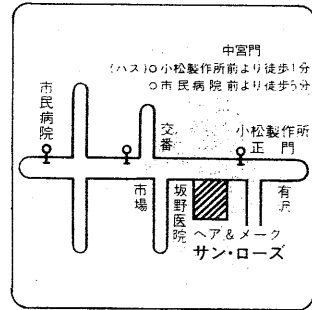 中宮門
(バス)○小松製作所前より徒歩1分
○市民病院前より徒歩5分
市民病院
交番
小松製作所
正門
市場
坂野医院
有沢
ヘア&メーク
サン・ローズ